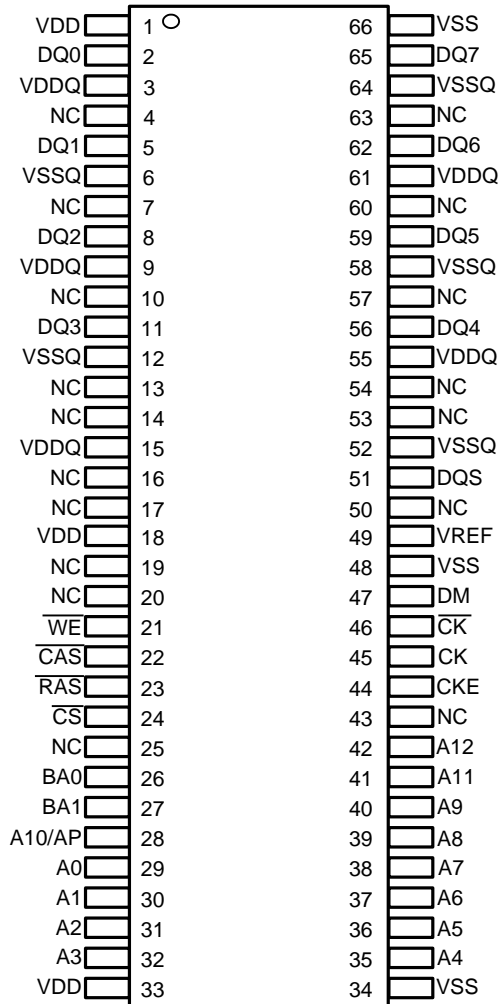 VDD 1 66 VSS
DQ0 2 65 DQ7
VDDQ 3 64 VSSQ
NC 4 63 NC
DQ1 5 62 DQ6
VSSQ 6 61 VDDQ
NC 7 60 NC
DQ2 8 59 DQ5
VDDQ 9 58 VSSQ
NC 10 57 NC
DQ3 11 56 DQ4
VSSQ 12 55 VDDQ
NC 13 54 NC
NC 14 53 NC
VDDQ 15 52 VSSQ
NC 16 51 DQS
NC 17 50 NC
VDD 18 49 VREF
NC 19 48 VSS
NC 20 47 DM
W̅E̅ 21 46 C̅K̅
C̅A̅S̅ 22 45 CK
R̅A̅S̅ 23 44 CKE
C̅S̅ 24 43 NC
NC 25 42 A12
BA0 26 41 A11
BA1 27 40 A9
A10/AP 28 39 A8
A0 29 38 A7
A1 30 37 A6
A2 31 36 A5
A3 32 35 A4
VDD 33 34 VSS